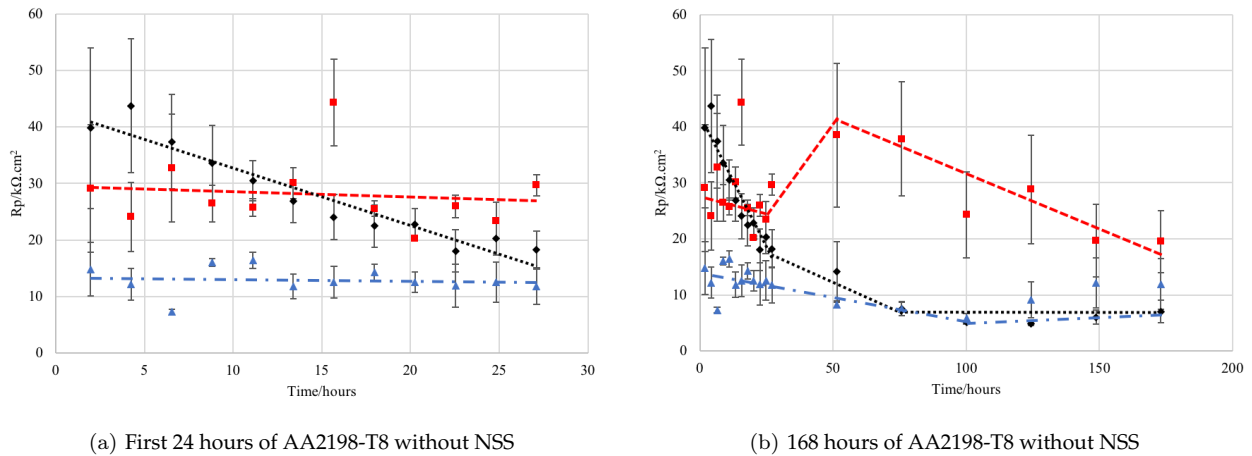 60
50
40
30
20
10
0
Rp/kΩ.cm²
0 5 10 15 20 25 30
Time/hours
(a) First 24 hours of AA2198-T8 without NSS
60
50
40
30
20
10
0
Rp/kΩ.cm²
0 50 100 150 200
Time/hours
(b) 168 hours of AA2198-T8 without NSS